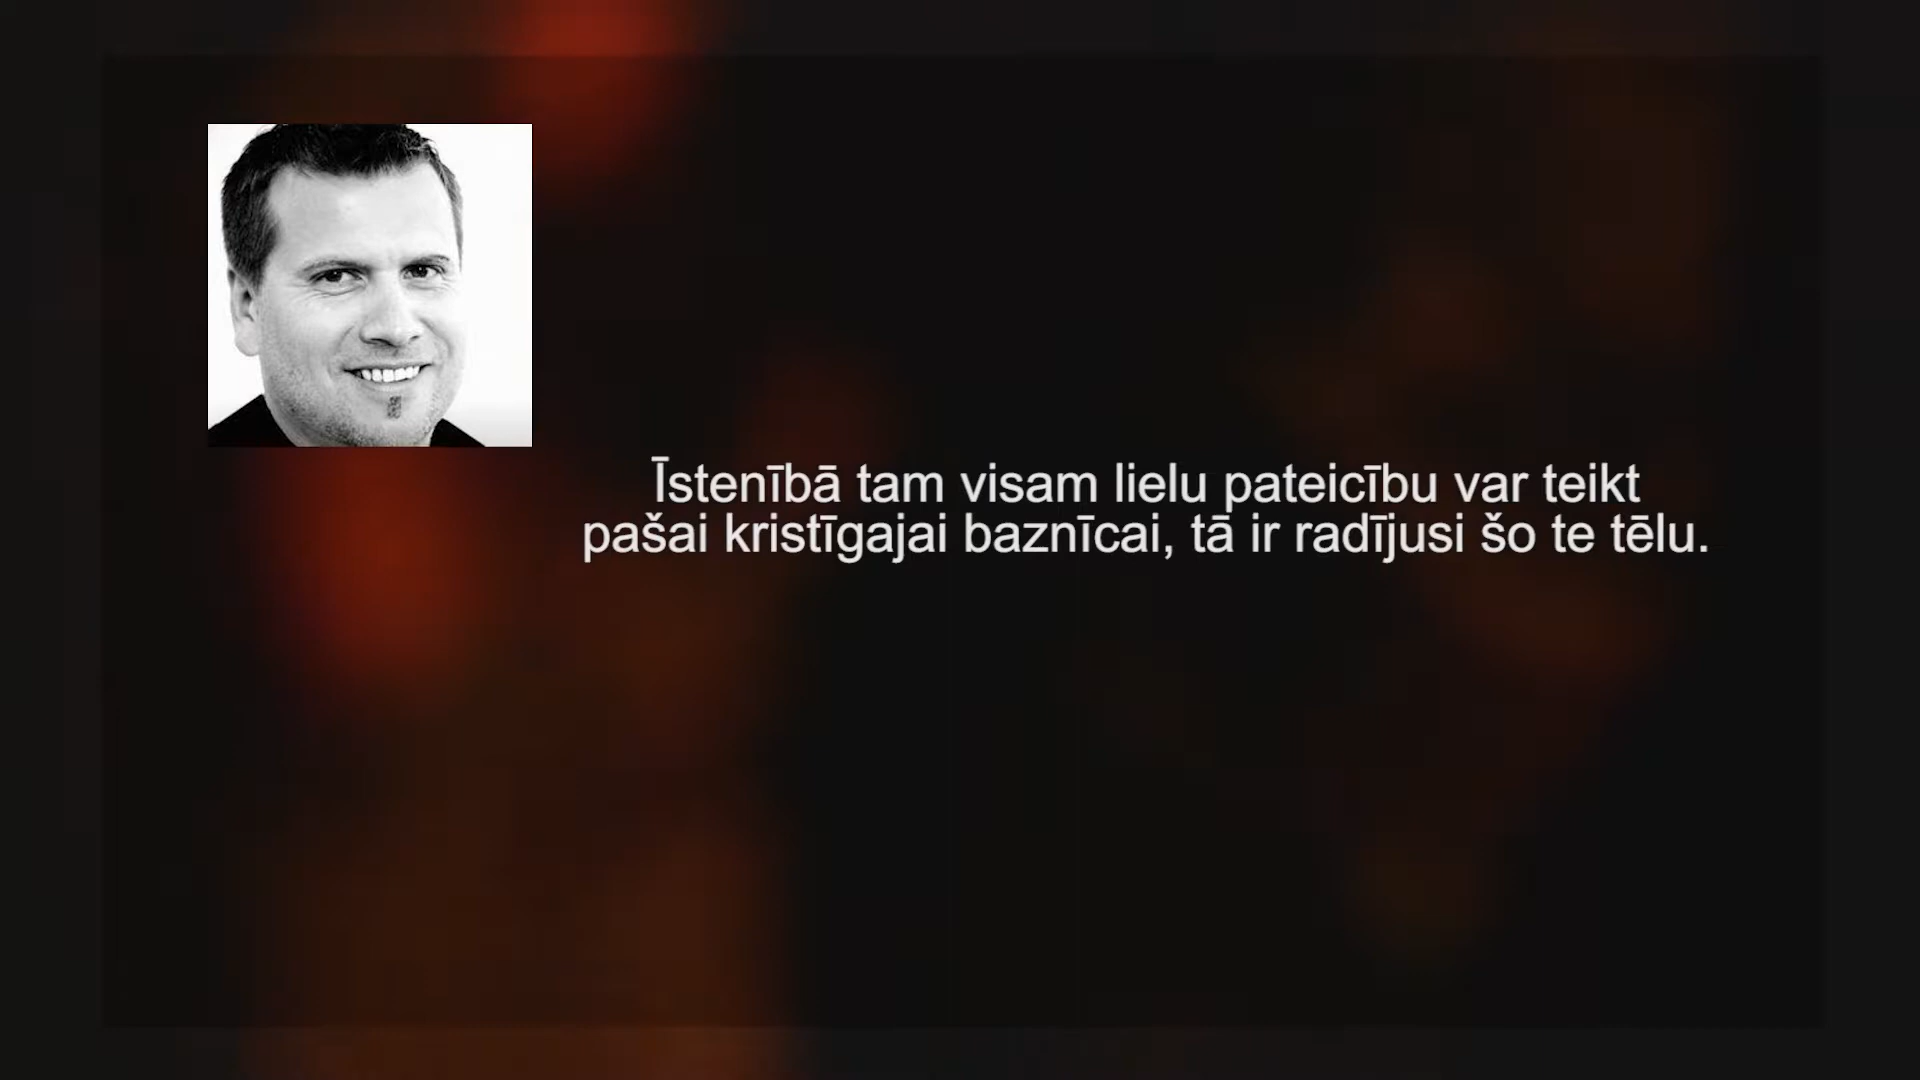 Īstenībā tam visam lielu pateicību var teikt
pašai kristīgajai baznīcai, tā ir radījusi šo te tēlu.